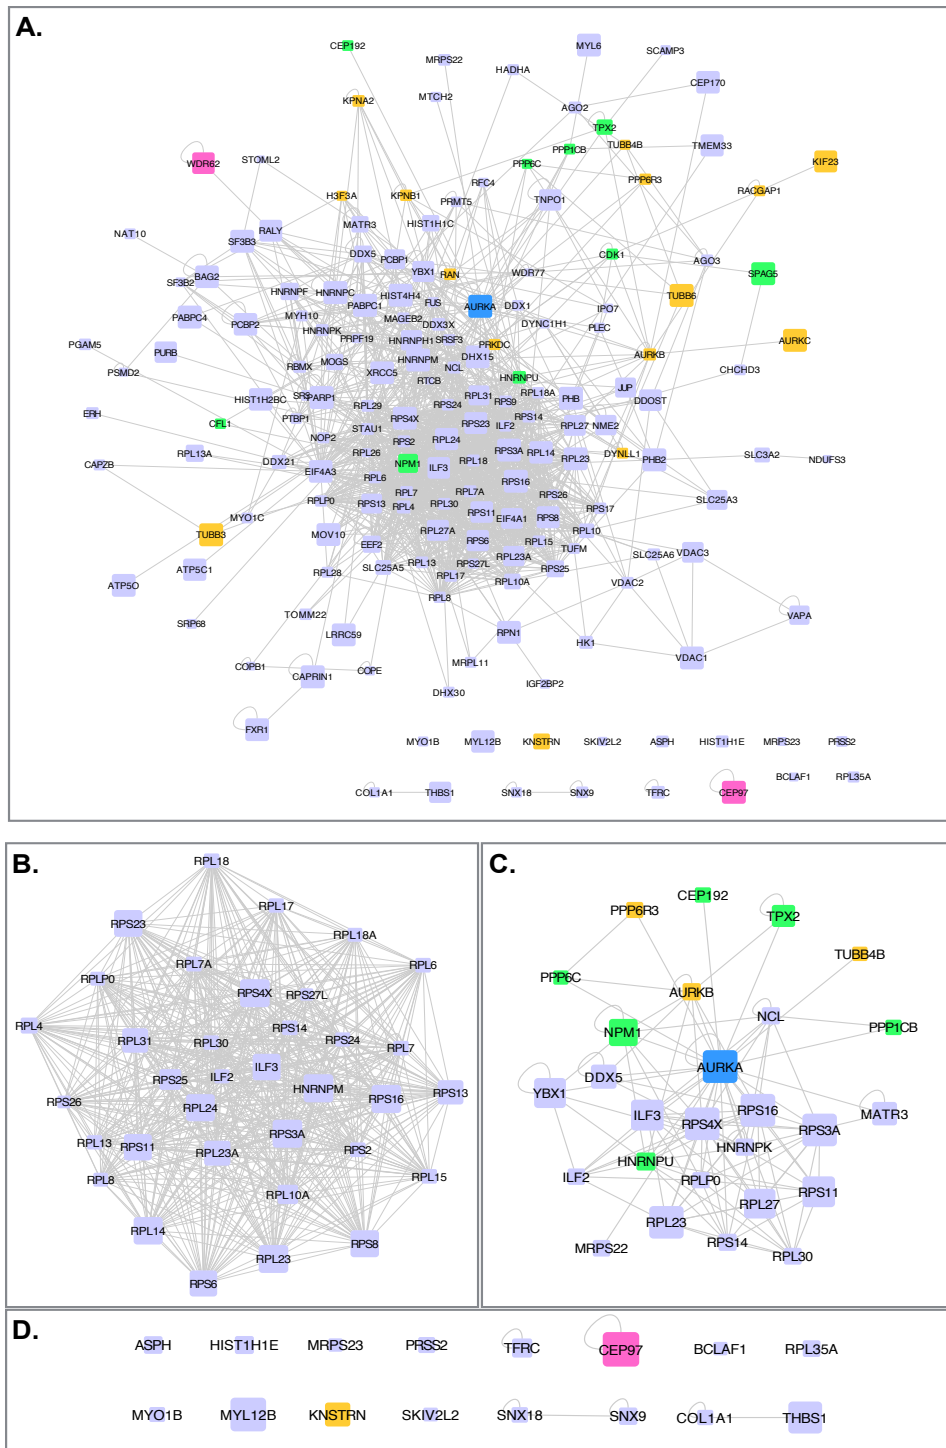 A.
CEP192
MYL6
SCAMP3
MRPS22
HADHA
CEP170
MTCH2
KPNA2
AGO2
TPX2
TUBB4B
TMEM33
PPP1CB
WDR62
STOML2
PPP6C
KIF23
PPP6R3
RFC4
RACGAP1
H3F3A
KPNB1
PRMT5
TNPO1
NAT10
RALY
MATR3
HIST1H1C
SF3B3
DDX5
PCBP1
CDK1
AGO3
YBX1
RAN
WDR77
SPAG5
SF3B2
BAG2
HNRNPF
HNRNPC
HIST4H4
TUBB6
PABPC1
FUS
AURKA
DDX1
IPO7
MYH10
PABPC4
PCBP2
MAGEB2
DDX3X
DYNC1H1
PLEC
HNRNPK
PRPF19
HNRNPH1
SRSF3
PRKDC
AURKC
PGAM5
PURB
AURKB
PSMD2
RBMX
MOGS
XRCC5
HNRNPM
NCL
DHX15
CHCHD3
RTCB
HNRNPU
JUP
HIST1H2BC
SRS
PARP1
RPL31
RPL18A
PHB
DDOST
RPL29
RPS24
RPS9
ERH
CFL1
PTBP1
RPS4X
RPS23
RPS14
STAU1
ILF2
RPL27
NME2
NOP2
RPS2
RPL24
RPL13A
RPL26
RPS3A
RPL14
DYNLL1
SLC3A2
CAPZB
DDX21
NPM1
ILF3
RPL18
RPL23
PHB2
NDUFS3
EIF4A3
RPL6
RPS16
RPLP0
RPL7
RPL7A
RPS26
SLC25A3
RPS13
RPL4
RPL30
RPS17
MYO1C
RPS11
EIF4A1
RPS8
TUBB3
MOV10
RPL27A
RPL10
EEF2
RPS6
RPL15
TUFM
RPL23A
SLC25A6
VDAC3
ATP5C1
RPL28
SLC25A5
RPL13
RPS27L
RPS25
ATP5O
RPL17
RPL10A
VDAC2
RPL8
TOMM22
VAPA
SRP68
LRRC59
RPN1
HK1
VDAC1
COPB1
COPE
MRPL11
CAPRIN1
IGF2BP2
DHX30
FXR1
MYO1B
MYL12B
KNSTRN
SKIV2L2
ASPH
HIST1H1E
MRPS23
PRSS2
BCLAF1
RPL35A
COL1A1
THBS1
SNX18
SNX9
TFRC
CEP97
B.
RPL18
RPL17
RPS23
RPL18A
RPL7A
RPL6
RPLP0
RPS4X
RPS27L
RPL4
RPS14
RPL31
RPL30
RPS24
RPL7
ILF3
RPS25
ILF2
HNRNPM
RPS13
RPS26
RPL24
RPS16
RPS3A
RPL13
RPS11
RPL23A
RPS2
RPL8
RPL15
RPL10A
RPL14
RPS8
RPL23
RPS6
C.
CEP192
PPP6R3
TPX2
TUBB4B
PPP6C
AURKB
NCL
PPP1CB
NPM1
AURKA
DDX5
YBX1
RPS16
MATR3
ILF3
RPS4X
RPS3A
HNRNPK
HNRNPU
ILF2
RPLP0
RPS11
RPL27
RPL23
RPS14
MRPS22
RPL30
D.
ASPH
HIST1H1E
MRPS23
PRSS2
TFRC
CEP97
BCLAF1
RPL35A
MYO1B
MYL12B
KNSTRN
SKIV2L2
SNX18
SNX9
COL1A1
THBS1